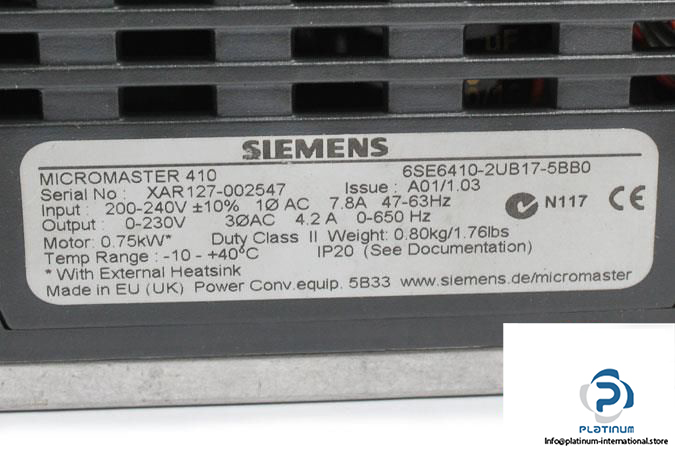 SIEMENS
MICROMASTER 410 6SE6410-2UB17-5BB0
Serial No : XAR127-002547 Issue : A01/1.03
Input : 200-240V ±10% 1Ø AC 7.8A 47-63Hz
N117 CE
Output : 0-230V 3ØAC 4.2 A 0-650 Hz
Motor: 0.75kW* Duty Class II Weight: 0.80kg/1.76lbs
Temp Range : -10 - +40°C IP20 (See Documentation)
* With External Heatsink
Made in EU (UK) Power Conv.equip. 5B33 www.siemens.de/micromaster
PLATINUM
Info@platinum-international.store